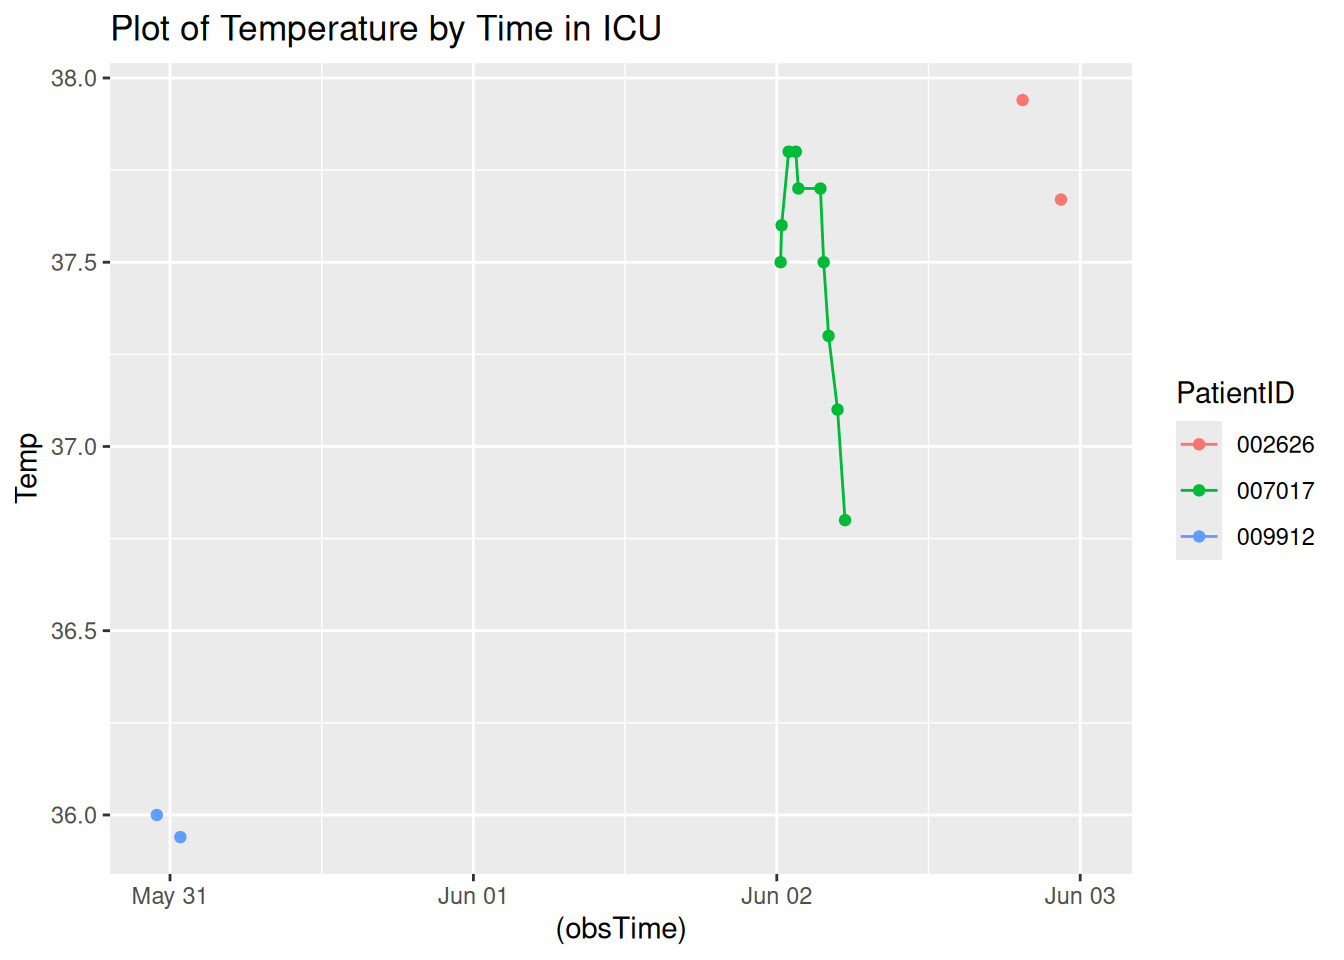 Plot of Temperature by Time in ICU
38.0
37.5
37.0
36.5
36.0
Temp
May 31 Jun 01 Jun 02 Jun 03
(obsTime)
PatientID
002626
007017
009912